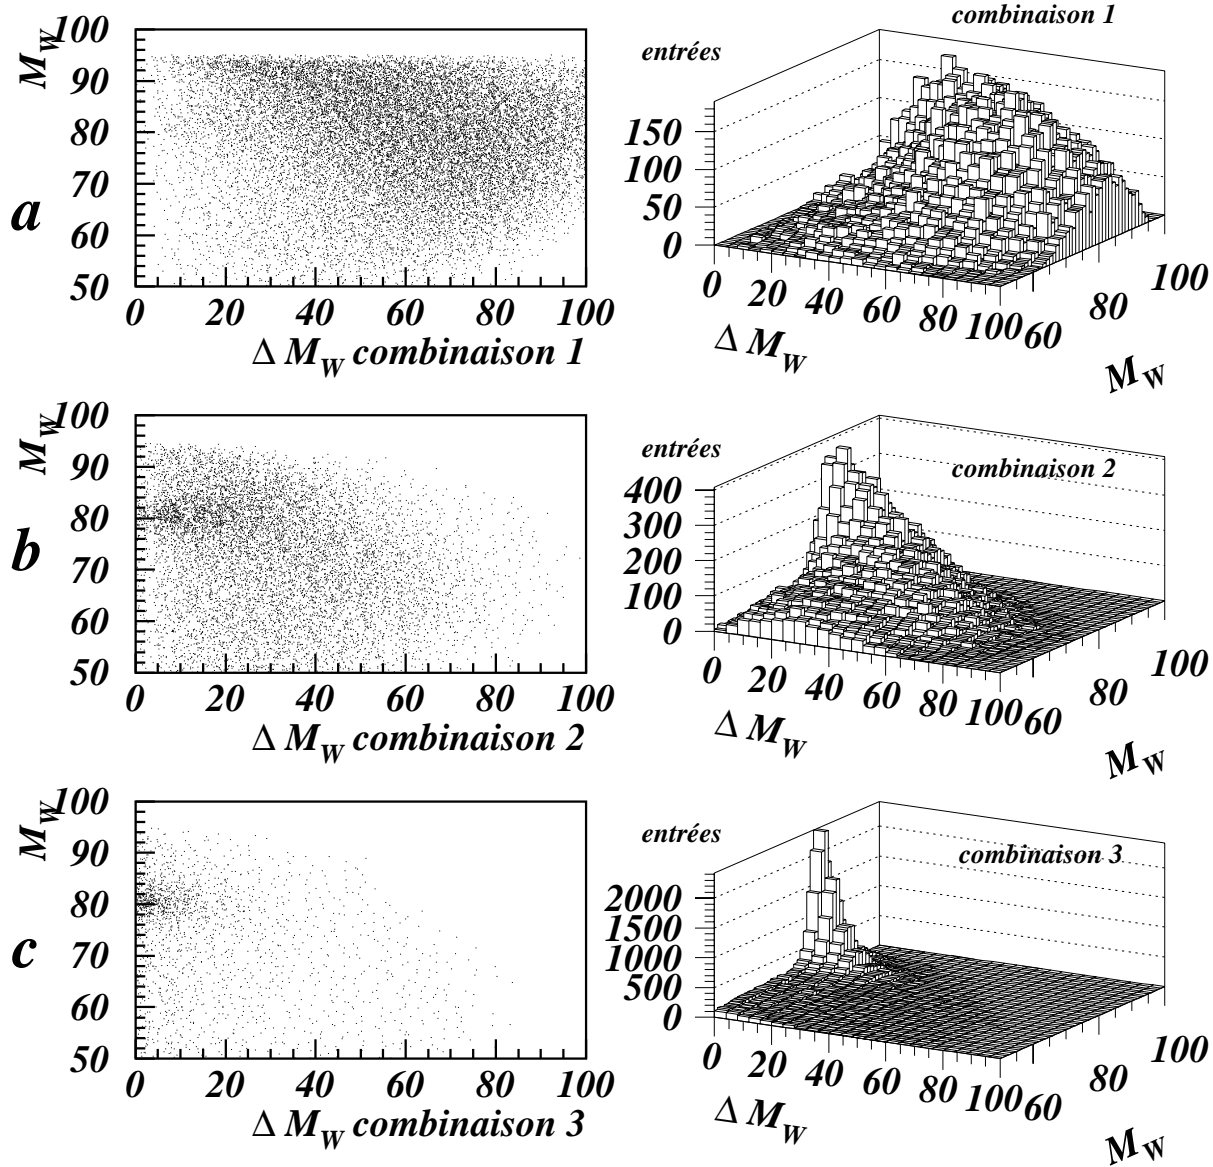 a
M_W
100
90
80
70
60
50
0 20 40 60 80 100
Δ M_W combinaison 1
combinaison 1
entrées
150
100
50
0
0 20 40 60 80 100
60 80 100
Δ M_W
M_W
b
M_W
100
90
80
70
60
50
0 20 40 60 80 100
Δ M_W combinaison 2
entrées
combinaison 2
400
300
200
100
0
0 20 40 60 80 100
60 80 100
Δ M_W
M_W
c
M_W
100
90
80
70
60
50
0 20 40 60 80 100
Δ M_W combinaison 3
entrées
combinaison 3
2000
1500
1000
500
0
0 20 40 60 80 100
60 80 100
Δ M_W
M_W